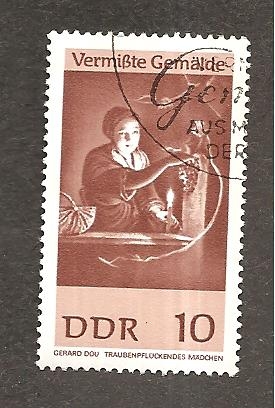 Vermißte Gemälde
AUS
DER
DDR 10
GERARD DOU TRAUBENPFLÜCKENDES MÄDCHEN